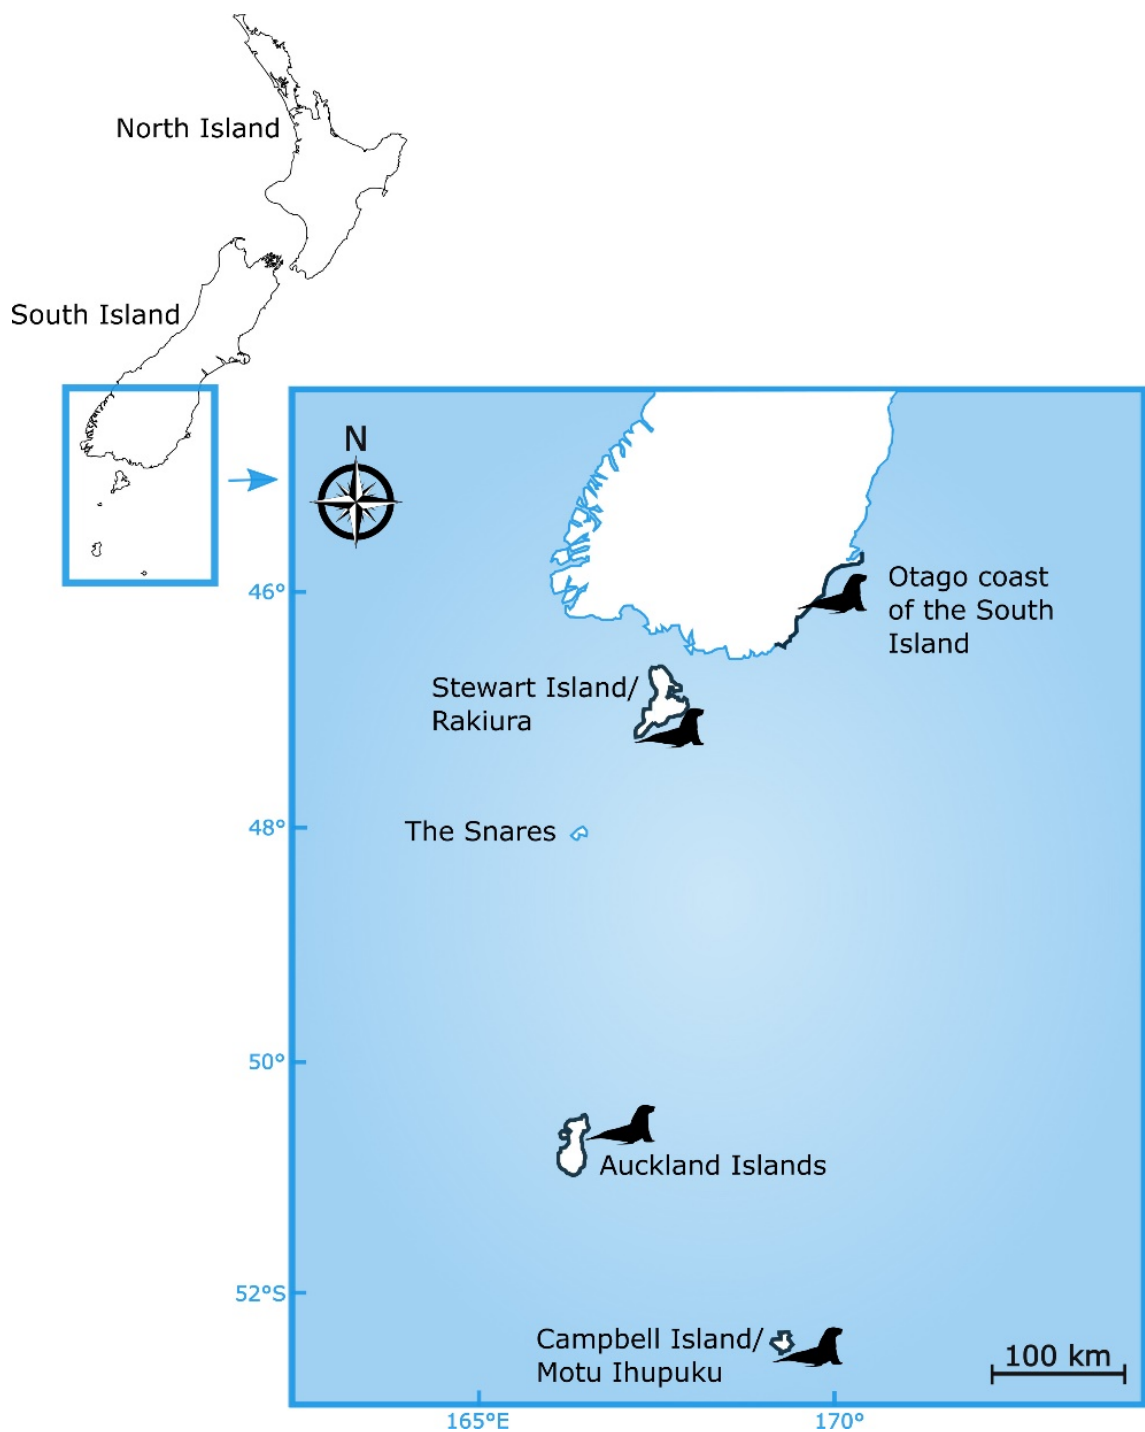 North Island
South Island
N
46°
Otago coast
of the South
Island
Stewart Island/
Rakiura
48°
The Snares
50°
Auckland Islands
52°S
Campbell Island/
Motu Ihupuku
100 km
165°E
170°